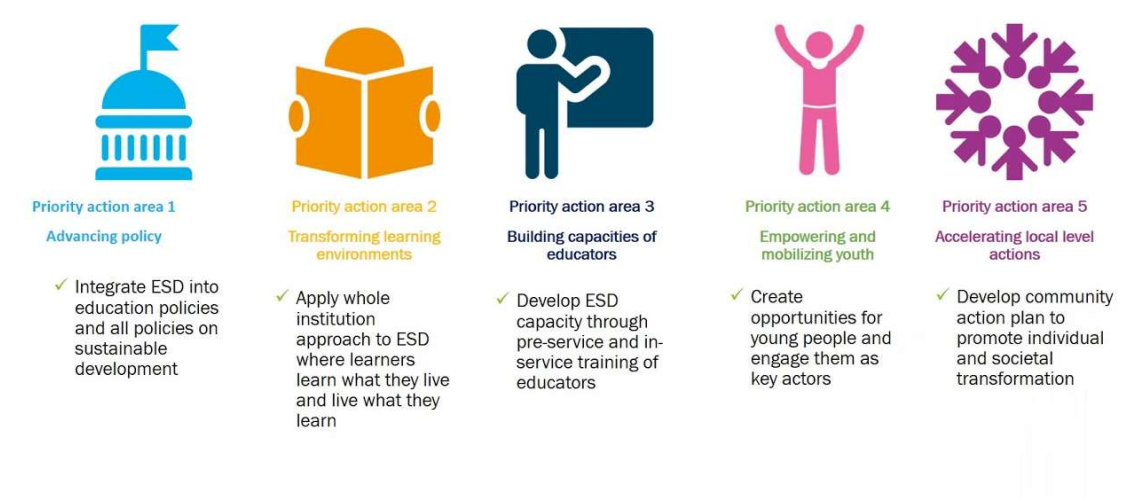 Priority action area 1
Advancing policy
Integrate ESD into
education policies
and all policies on
sustainable
development
Priority action area 2
Transforming learning
environments
Apply whole
institution
approach to ESD
where learners
learn what they live
and live what they
learn
Priority action area 3
Building capacities of
educators
Develop ESD
capacity through
pre-service and in-
service training of
educators
Priority action area 4
Empowering and
mobilizing youth
Create
opportunities for
young people and
engage them as
key actors
Priority action area 5
Accelerating local level
actions
Develop community
action plan to
promote individual
and societal
transformation